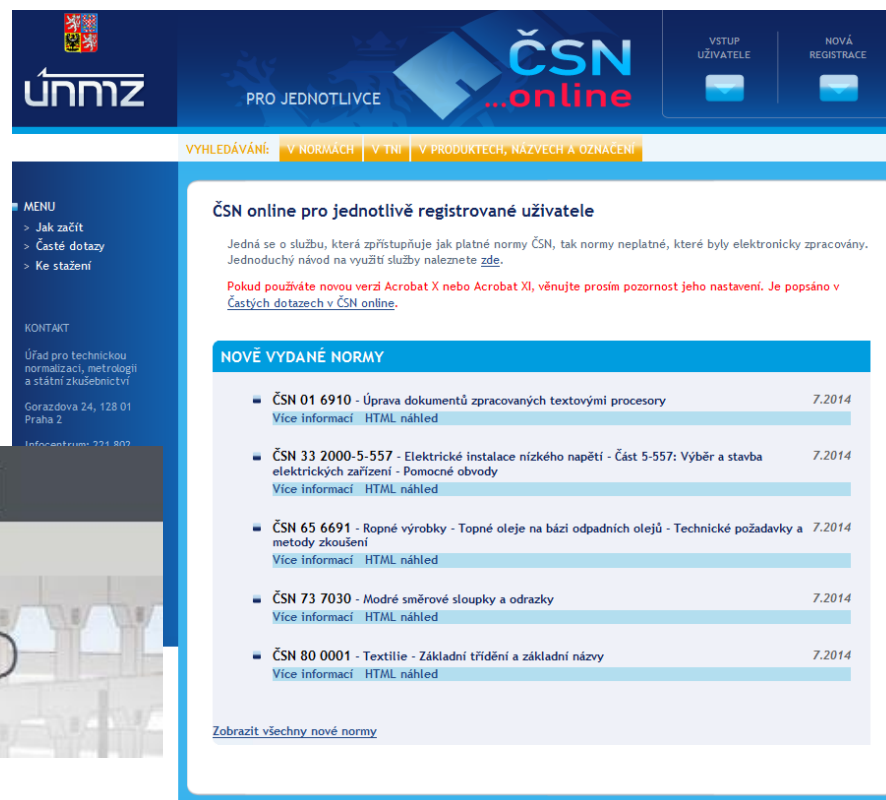 únmz
PRO JEDNOTLIVCE
ČSN
...online
VSTUP
UŽIVATELE
NOVÁ
REGISTRACE
VYHLEDÁVÁNÍ: V NORMÁCH V TNI V PRODUKTECH, NÁZVECH A OZNAČENÍ
MENU
> Jak začít
> Časté dotazy
> Ke stažení
KONTAKT
Úřad pro technickou
normalizaci, metrologii
a státní zkušebnictví
Gorazdova 24, 128 01
Praha 2
Infocentrum: 221 802
ČSN online pro jednotlivě registrované uživatele
Jedná se o službu, která zpřístupňuje jak platné normy ČSN, tak normy neplatné, které byly elektronicky zpracovány.
Jednoduchý návod na využití služby naleznete zde.
Pokud používáte novou verzi Acrobat X nebo Acrobat XI, věnujte prosím pozornost jeho nastavení. Je popsáno v
Častých dotazech v ČSN online.
NOVĚ VYDANÉ NORMY
ČSN 01 6910 - Úprava dokumentů zpracovaných textovými procesory 7.2014
Více informací HTML náhled
ČSN 33 2000-5-557 - Elektrické instalace nízkého napětí - Část 5-557: Výběr a stavba 7.2014
elektrických zařízení - Pomocné obvody
Více informací HTML náhled
ČSN 65 6691 - Ropné výrobky - Topné oleje na bázi odpadních olejů - Technické požadavky a 7.2014
metody zkoušení
Více informací HTML náhled
ČSN 73 7030 - Modré směrové sloupky a odrazky 7.2014
Více informací HTML náhled
ČSN 80 0001 - Textilie - Základní třídění a základní názvy 7.2014
Více informací HTML náhled
Zobrazit všechny nové normy